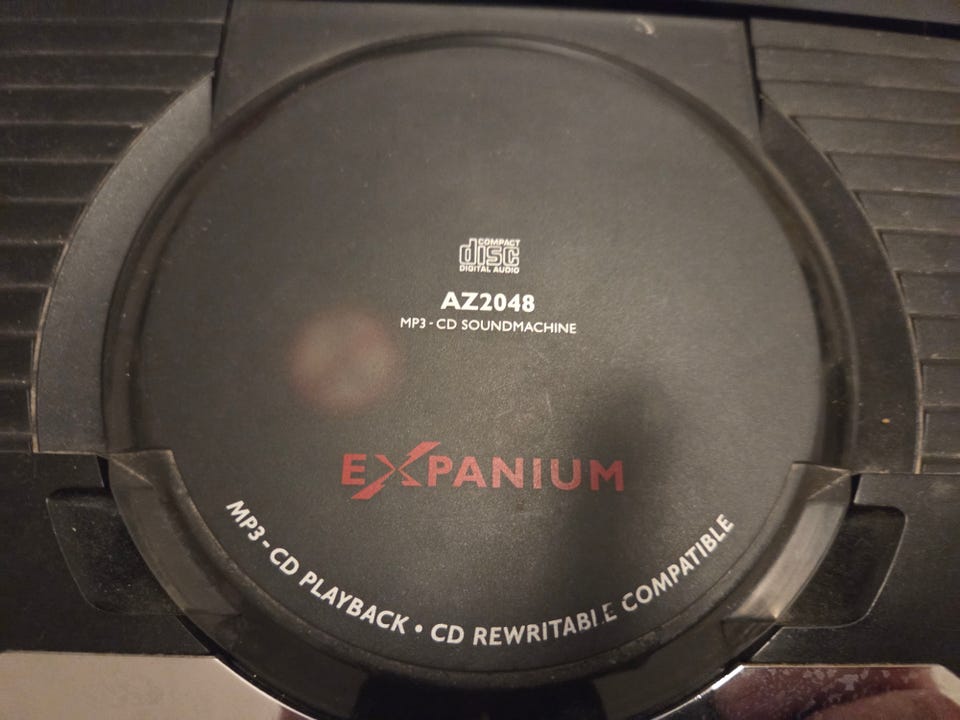 COMPACT
disc
DIGITAL AUDIO
AZ2048
MP3 - CD SOUNDMACHINE
EXPANIUM
MP3 - CD PLAYBACK • CD REWRITABLE COMPATIBLE